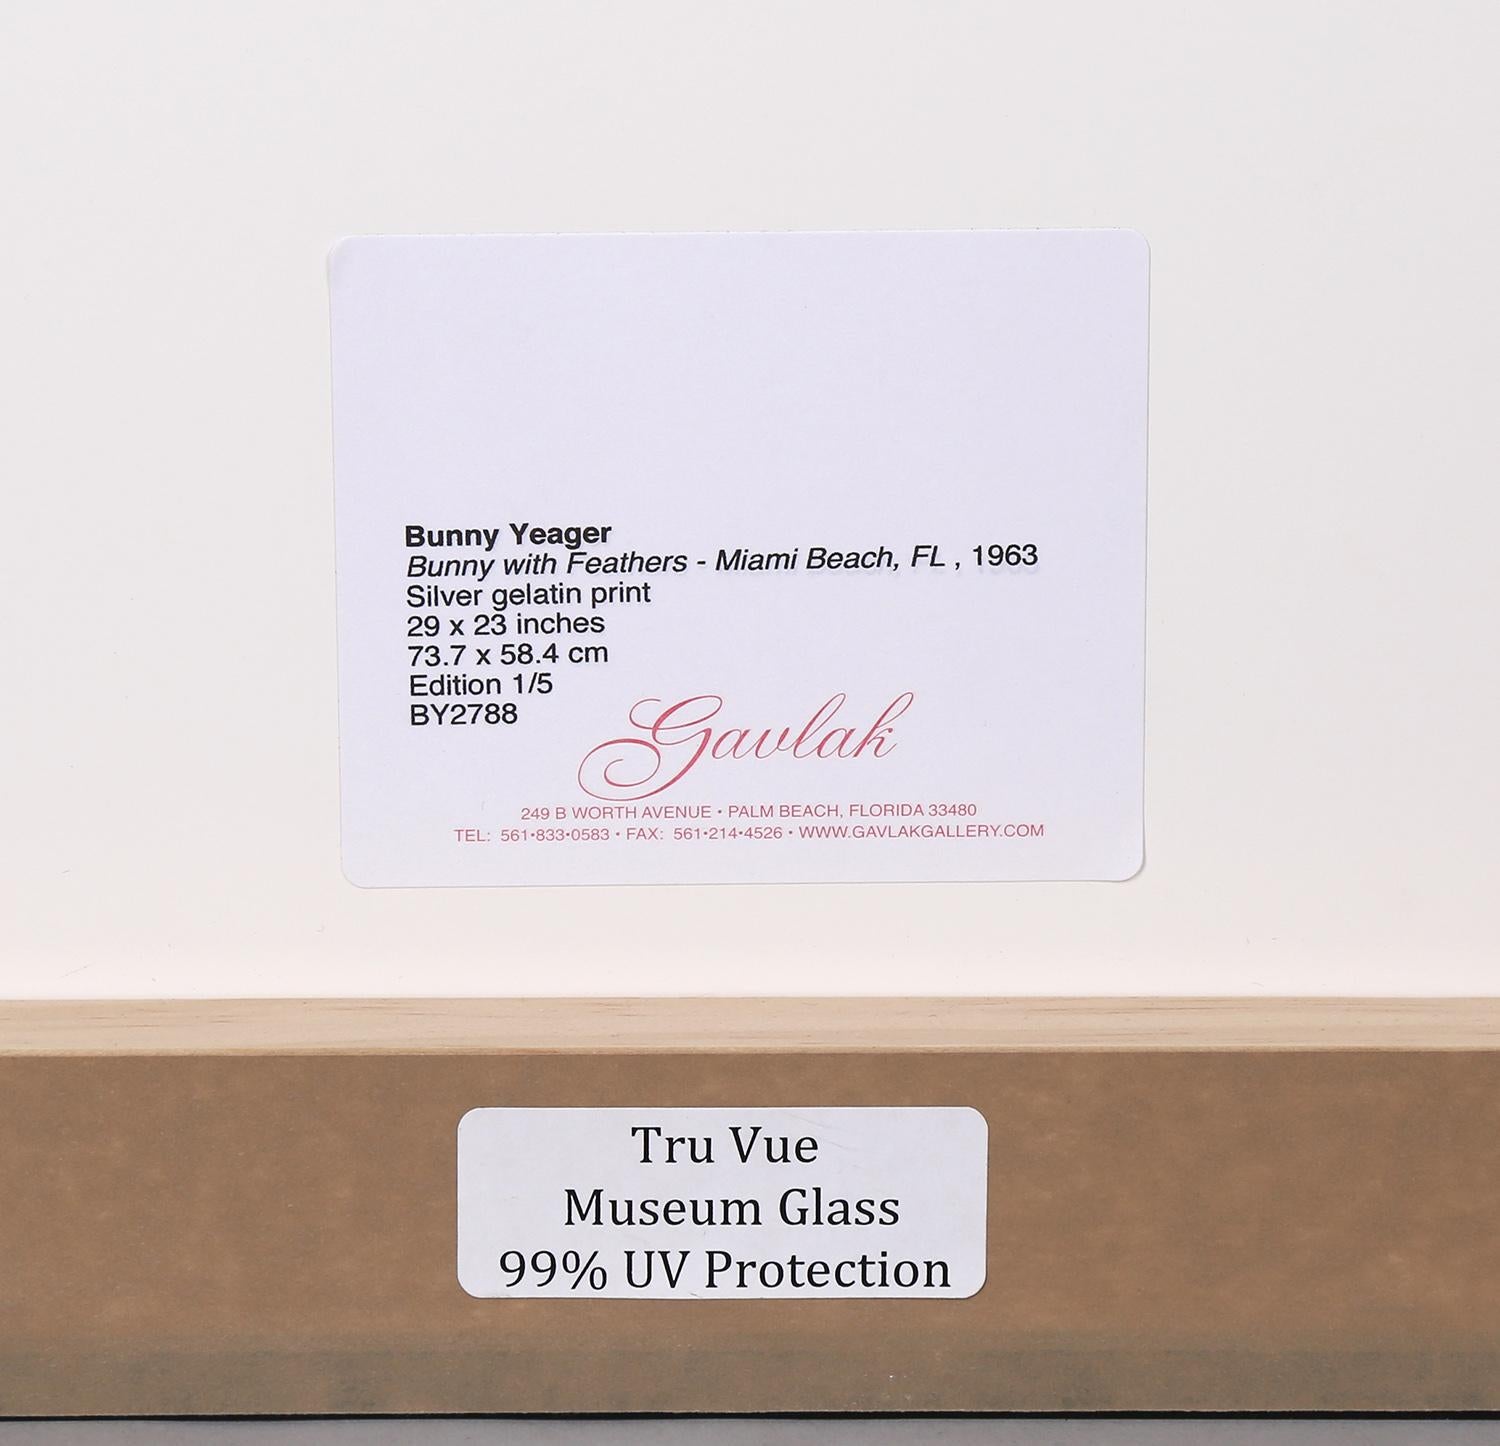 Bunny Yeager
Bunny with Feathers - Miami Beach, FL , 1963
Silver gelatin print
29 x 23 inches
73.7 x 58.4 cm
Edition 1/5
BY2788
Gavlak
249 B WORTH AVENUE • PALM BEACH, FLORIDA 33480
TEL: 561•833•0583 • FAX: 561•214•4526 • WWW.GAVLAKGALLERY.COM
Tru Vue
Museum Glass
99% UV Protection